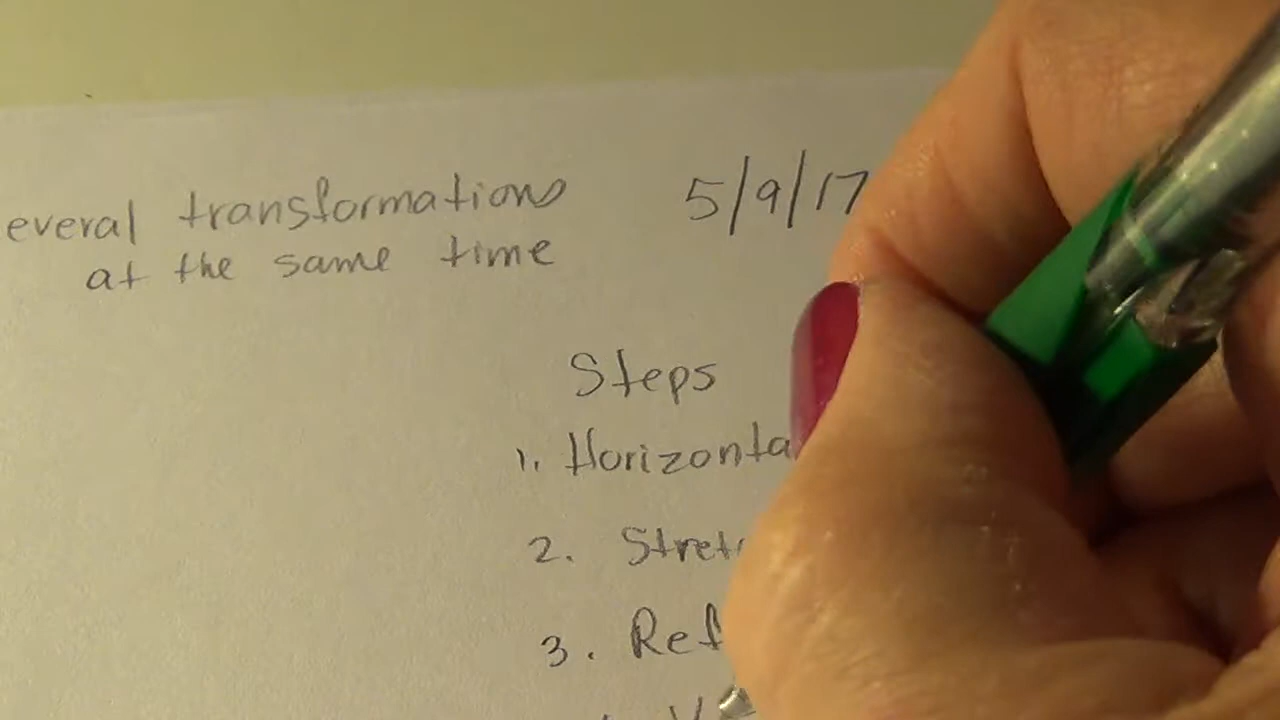 everal transformations 5/9/17
at the same time
Steps
1. Horizonta
2. Stret
3. Ref